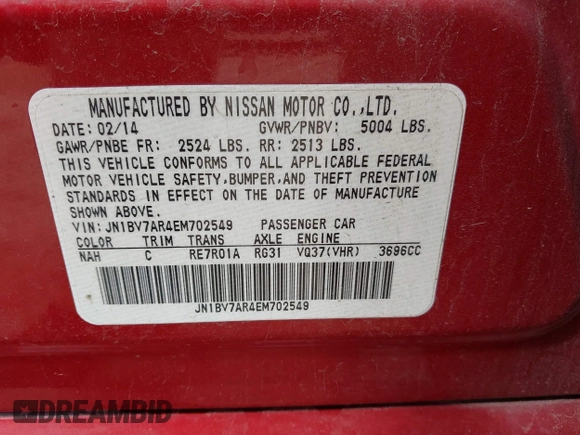 MANUFACTURED BY NISSAN MOTOR CO.,LTD.
DATE: 02/14 GVWR/PNBV: 5004 LBS.
GAWR/PNBE FR: 2524 LBS. RR: 2513 LBS.
THIS VEHICLE CONFORMS TO ALL APPLICABLE FEDERAL
MOTOR VEHICLE SAFETY,BUMPER,AND THEFT PREVENTION
STANDARDS IN EFFECT ON THE DATE OF MANUFACTURE
SHOWN ABOVE.
VIN:JN1BV7AR4EM702549 PASSENGER CAR
COLOR TRIM TRANS AXLE ENGINE
NAH C RE7R01A RG31 VQ37(VHR) 3696CC
JN1BV7AR4EM702549
DREAMBID